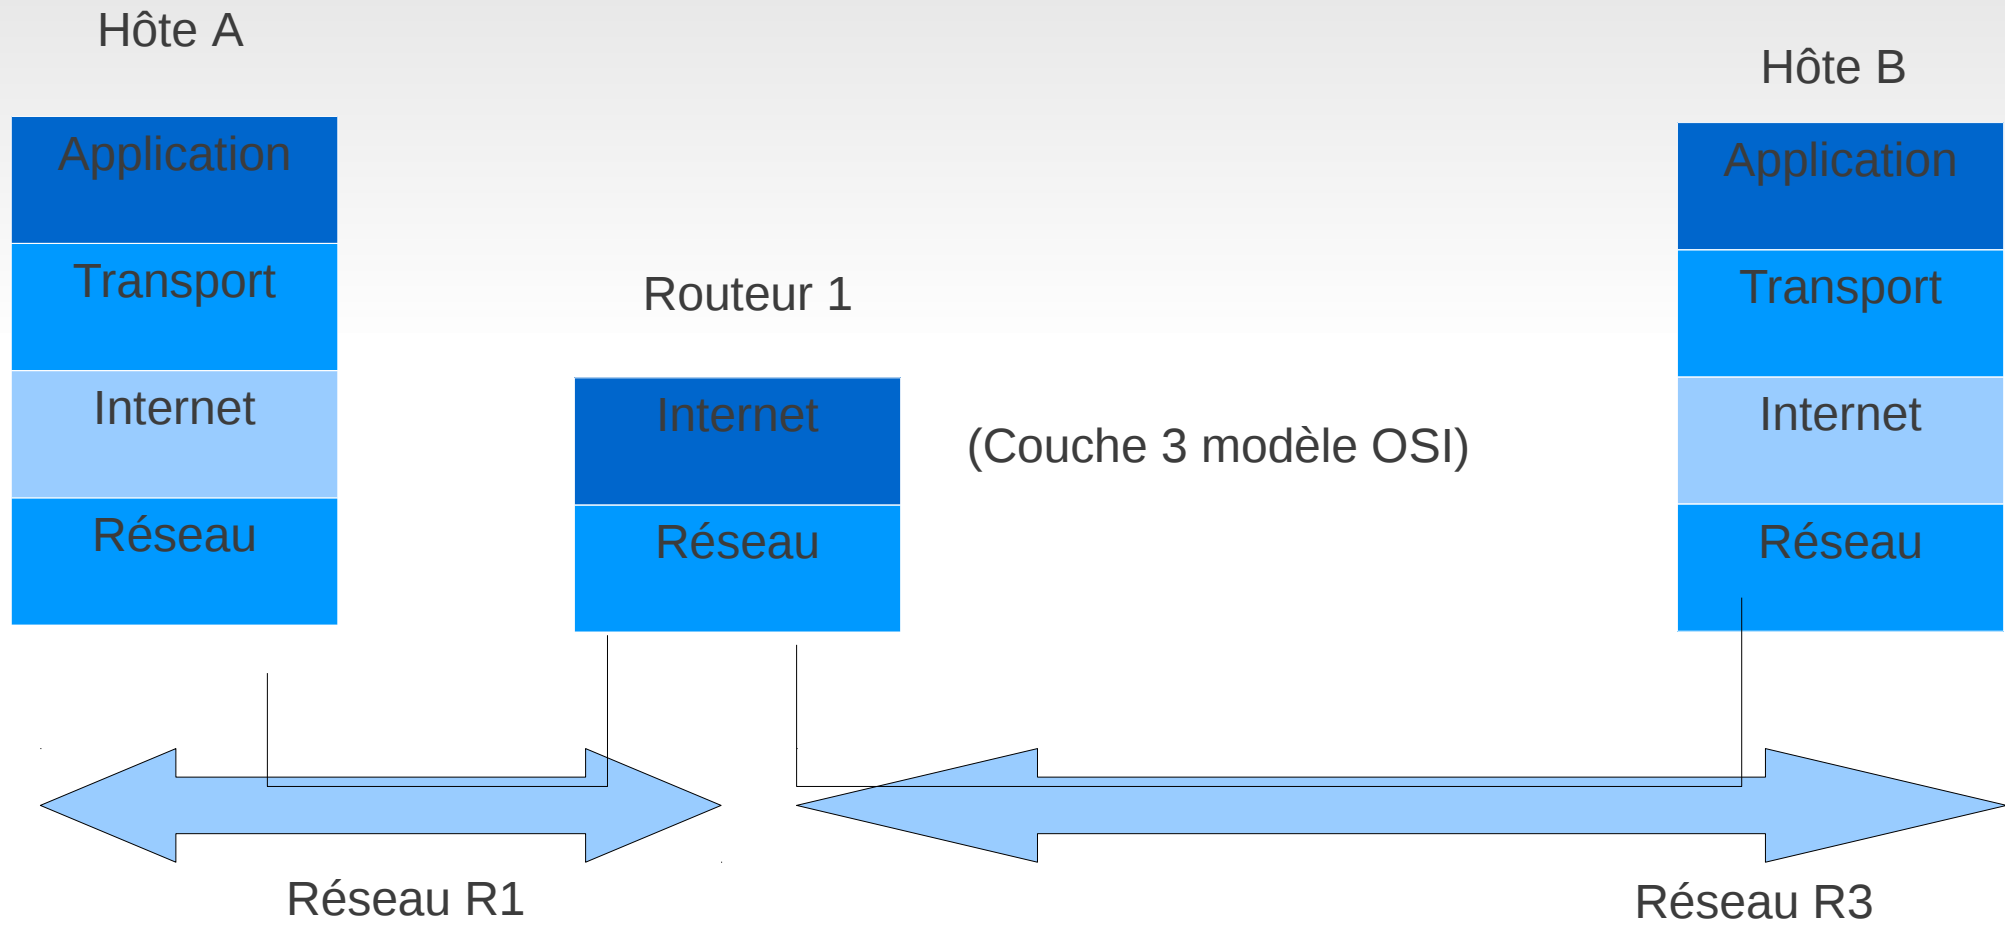 Hôte A
Hôte B
Application
Transport
Internet
Réseau
Routeur 1
Internet
Réseau
(Couche 3 modèle OSI)
Application
Transport
Internet
Réseau
Réseau R1
Réseau R3